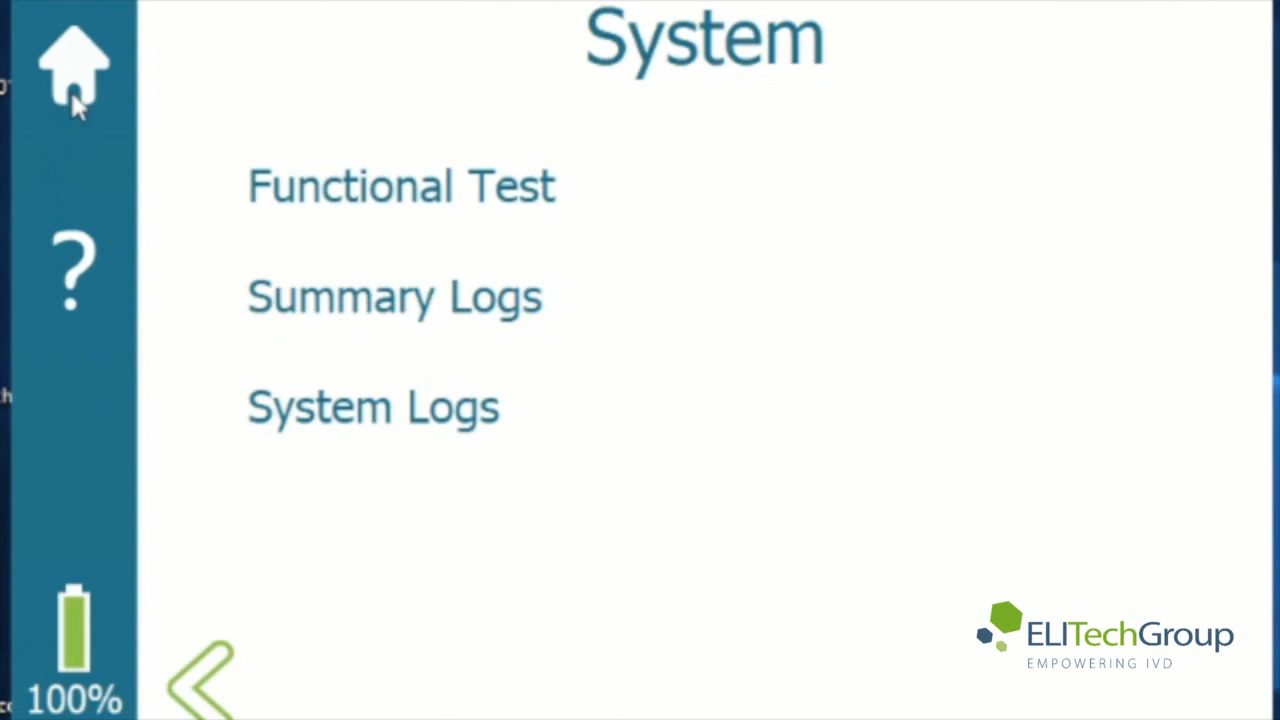 System
?
Functional Test
Summary Logs
System Logs
100%
ELITechGroup
EMPOWERING IVD